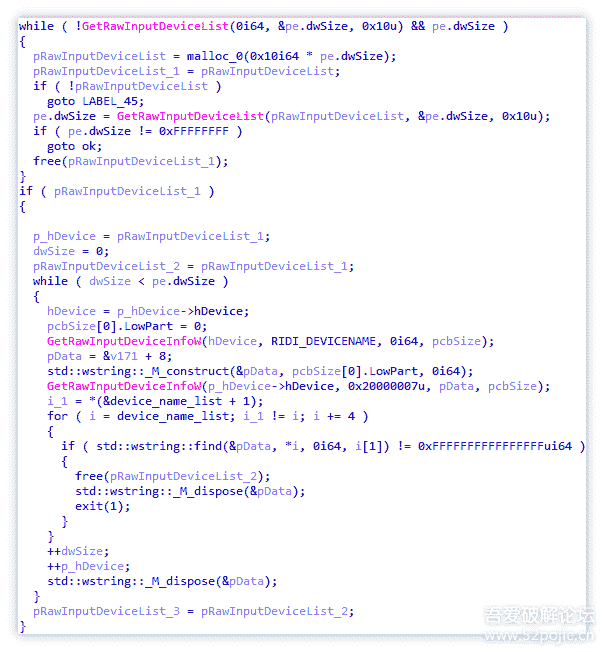 while ( !GetRawInputDeviceList(0i64, &pe.dwSize, 0x10u) && pe.dwSize )
{
pRawInputDeviceList = malloc_0(0x10i64 * pe.dwSize);
pRawInputDeviceList_1 = pRawInputDeviceList;
if ( !pRawInputDeviceList )
goto LABEL_45;
pe.dwSize = GetRawInputDeviceList(pRawInputDeviceList, &pe.dwSize, 0x10u);
if ( pe.dwSize != 0xFFFFFFFF )
goto ok;
free(pRawInputDeviceList_1);
}
if ( pRawInputDeviceList_1 )
{
p_hDevice = pRawInputDeviceList_1;
dwSize = 0;
pRawInputDeviceList_2 = pRawInputDeviceList_1;
while ( dwSize < pe.dwSize )
{
hDevice = p_hDevice->hDevice;
pcbSize[0].LowPart = 0;
GetRawInputDeviceInfoW(hDevice, RIDI_DEVICENAME, 0i64, pcbSize);
pData = &v171 + 8;
std::wstring::_M_construct(&pData, pcbSize[0].LowPart, 0i64);
GetRawInputDeviceInfoW(p_hDevice->hDevice, 0x20000007u, pData, pcbSize);
i_1 = *(&device_name_list + 1);
for ( i = device_name_list; i_1 != i; i += 4 )
{
if ( std::wstring::find(&pData, *i, 0i64, i[1]) != 0xFFFFFFFFFFFFFFFFui64 )
{
free(pRawInputDeviceList_2);
std::wstring::_M_dispose(&pData);
exit(1);
}
}
++dwSize;
++p_hDevice;
std::wstring::_M_dispose(&pData);
}
pRawInputDeviceList_3 = pRawInputDeviceList_2;
}
吾爱破解论坛
www.52pojie.cn